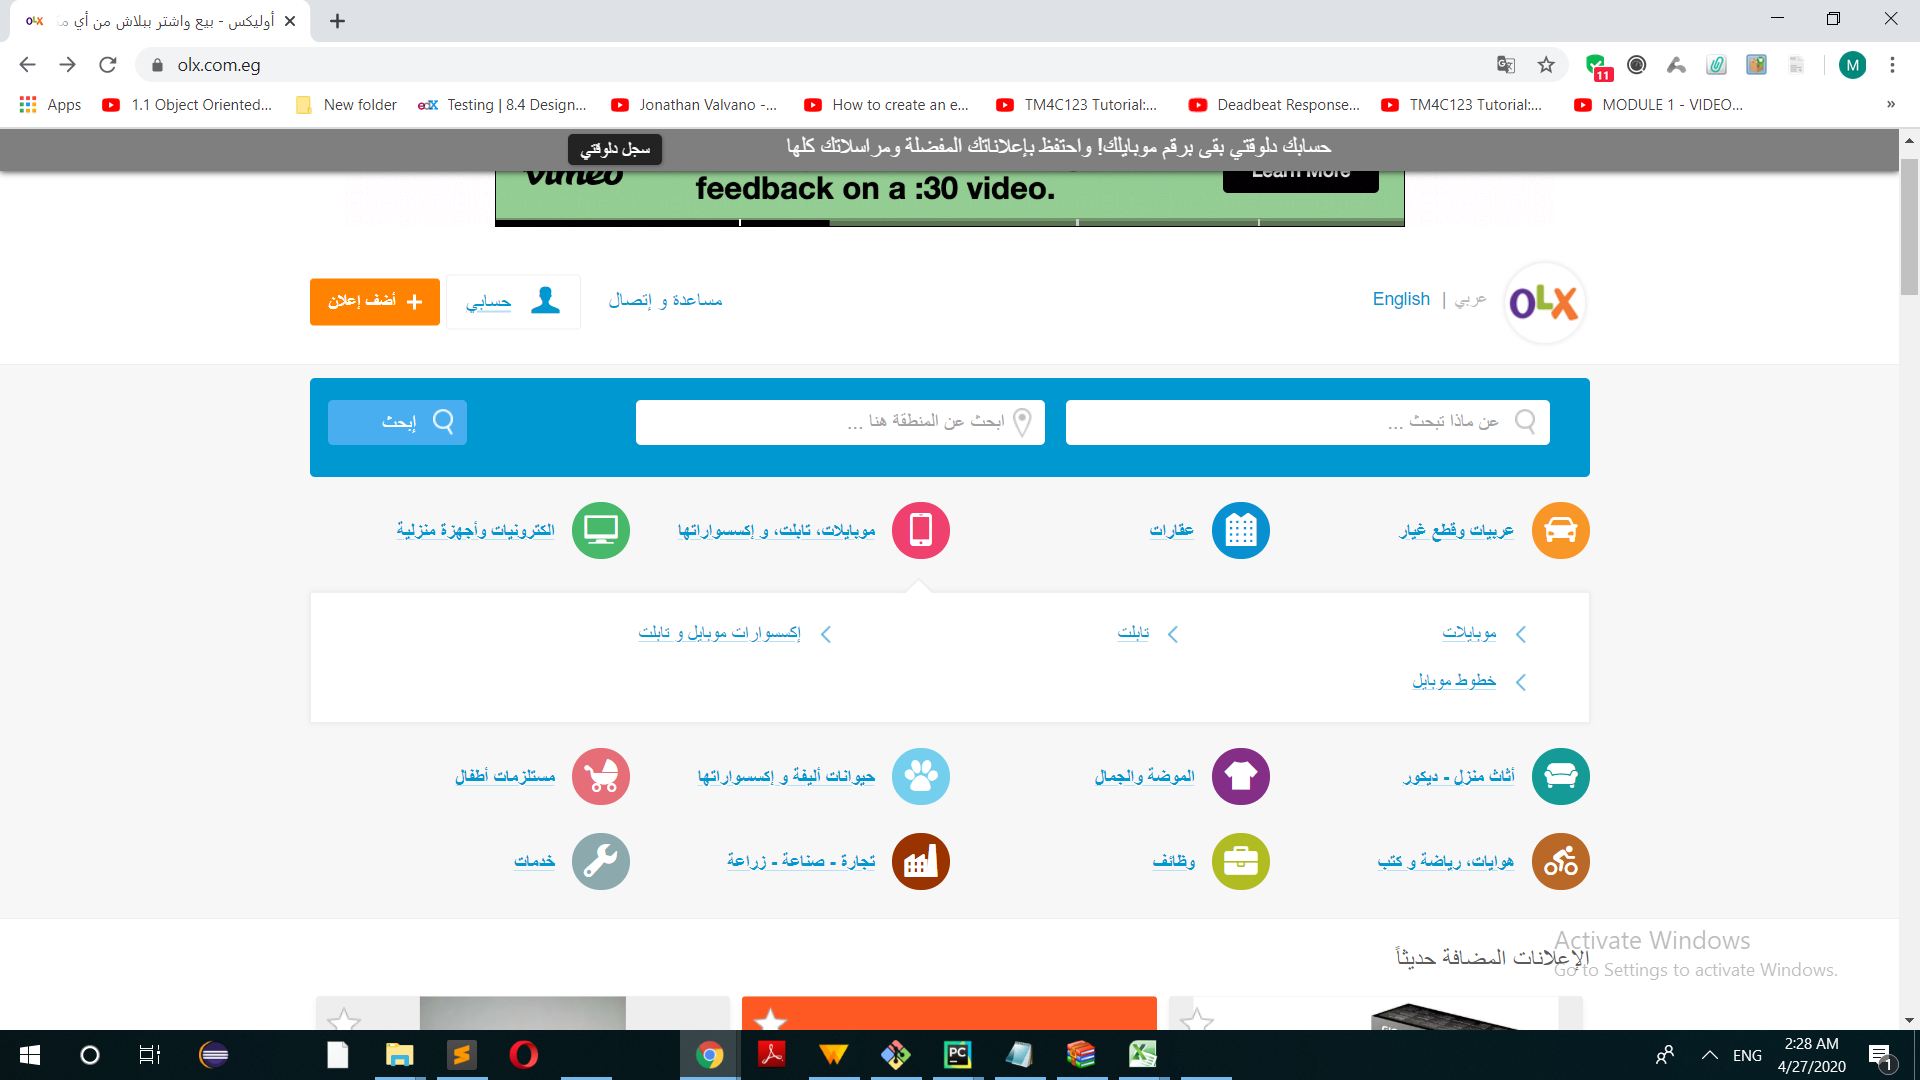 OLX
أوليكس - بيع واشتر ببلاش من أي
olx.com.eg
11
M
Apps
1.1 Object Oriented...
New folder
edX
Testing | 8.4 Design...
Jonathan Valvano -...
How to create an e...
TM4C123 Tutorial:...
Deadbeat Response...
TM4C123 Tutorial:...
MODULE 1 - VIDEO...
»
حسابك دلوقتي بقى برقم موبايلك! واحتفظ بإعلاناتك المفضلة ومراسلاتك كلها
سجل دلوقتي
vimeo
feedback on a :30 video.
Learn More
OLX
عربي | English
مساعدة و إتصال
حسابي
أضف إعلان +
عن ماذا تبحث ...
ابحث عن المنطقة هنا ...
إبحث
عربيات وقطع غيار
عقارات
موبايلات، تابلت، و إكسسواراتها
الكترونيات وأجهزة منزلية
موبايلات
تابلت
إكسسوارات موبايل و تابلت
خطوط موبايل
أثاث منزل - ديكور
الموضة والجمال
حيوانات أليفة و إكسسواراتها
مستلزمات أطفال
هوايات، رياضة و كتب
وظائف
تجارة - صناعة - زراعة
خدمات
الإعلانات المضافة حديثاً
Activate Windows
Go to Settings to activate Windows.
PC
ENG
2:28 AM
4/27/2020
1